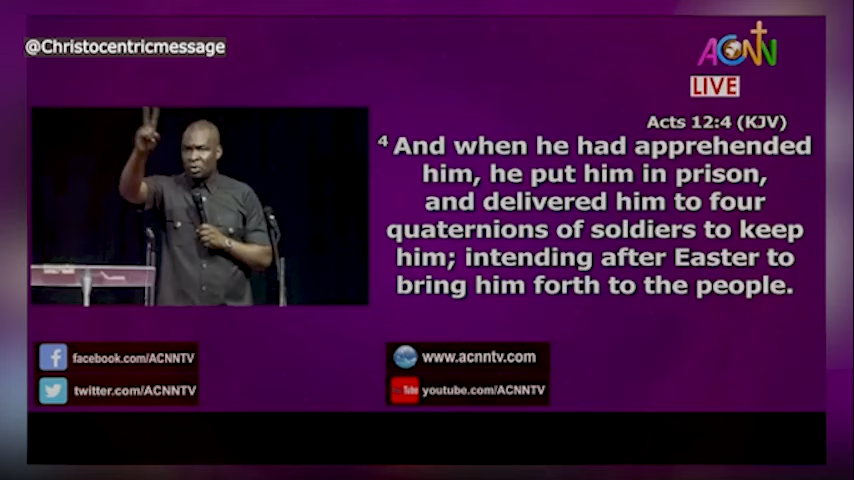 @Christocentricmessage
ACNN
LIVE
Acts 12:4 (KJV)
4 And when he had apprehended
him, he put him in prison,
and delivered him to four
quaternions of soldiers to keep
him; intending after Easter to
bring him forth to the people.
facebook.com/ACNNTV
twitter.com/ACNNTV
www.acnntv.com
YouTube youtube.com/ACNNTV